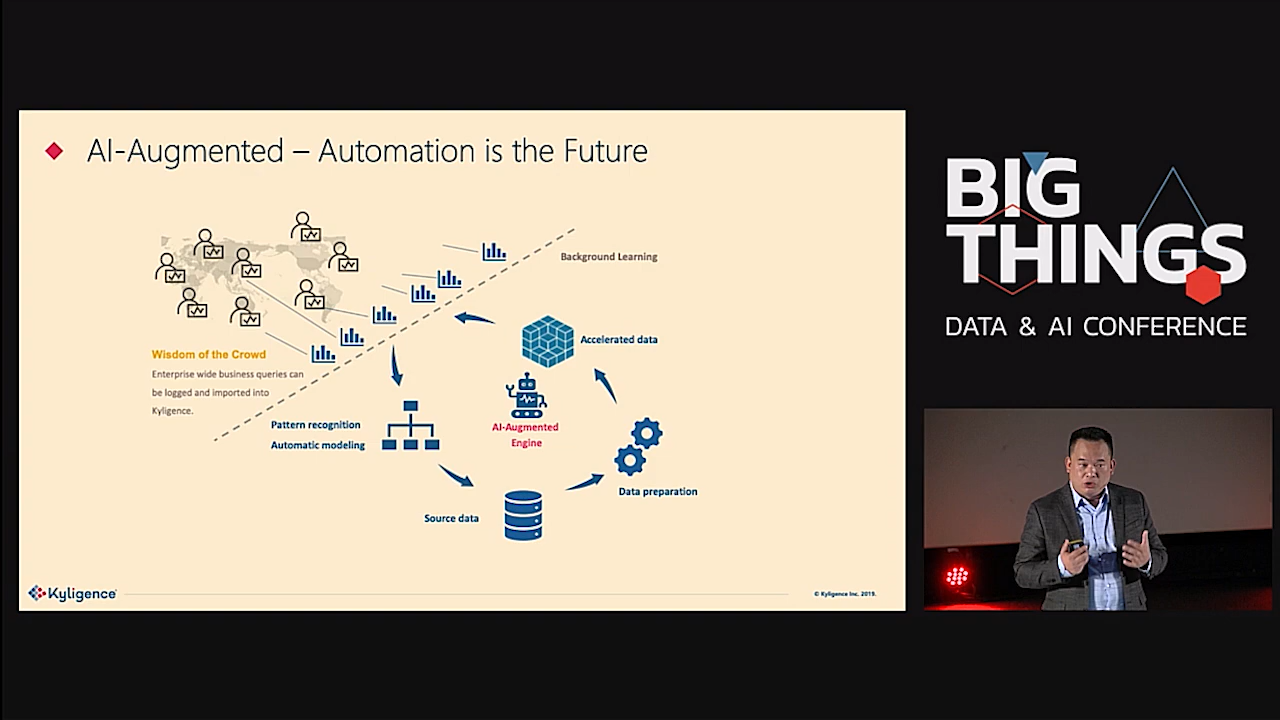 AI-Augmented – Automation is the Future
Background Learning
Accelerated data
Wisdom of the Crowd
Enterprise wide business queries can
be logged and imported into
Kyligence.
Pattern recognition
Automatic modeling
AI-Augmented
Engine
Data preparation
Source data
Kyligence
© Kyligence Inc. 2019.
BIG
THINGS
DATA & AI CONFERENCE